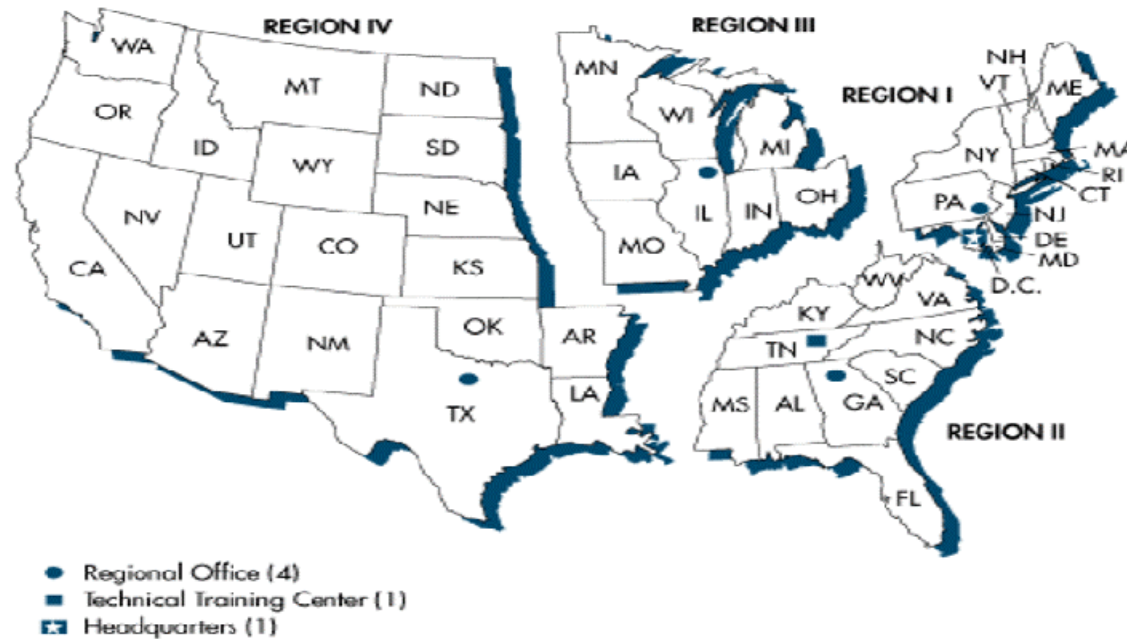 REGION IV
WA
MT
ND
OR
ID
SD
WY
NE
NV
UT
CO
KS
CA
AZ
NM
OK
AR
TX
LA
REGION III
MN
WI
MI
IA
IL
IN
OH
MO
REGION I
NH
VT
ME
NY
MA
RI
CT
PA
NJ
DE
MD
D.C.
WV
VA
KY
TN
NC
SC
MS
AL
GA
FL
REGION II
Regional Office (4)
Technical Training Center (1)
Headquarters (1)